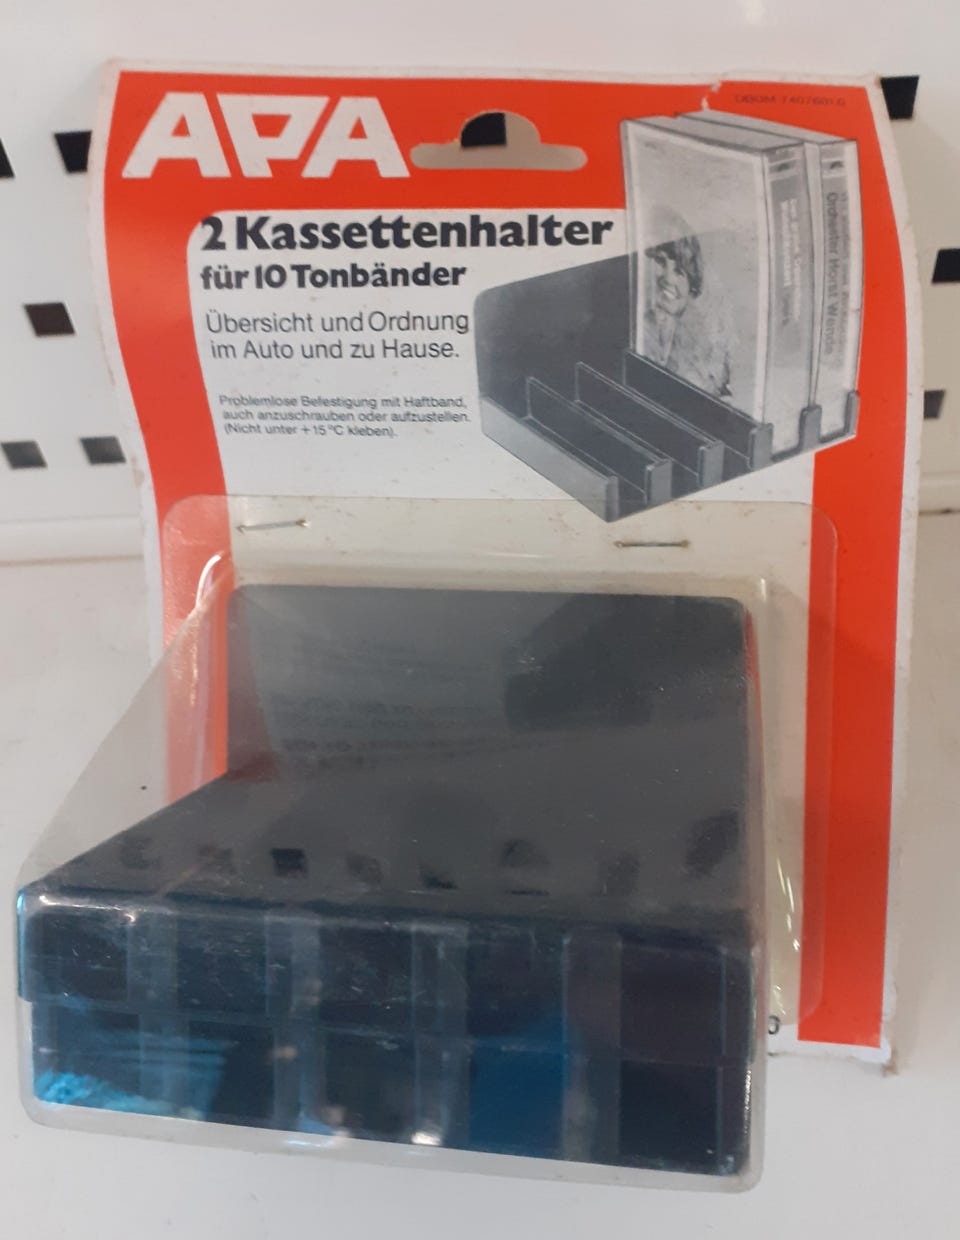 APA
DBGM 7407601.6
2 Kassettenhalter
für 10 Tonbänder
Übersicht und Ordnung
im Auto und zu Hause.
Problemlose Befestigung mit Haftband,
auch anzuschrauben oder aufzustellen.
(Nicht unter +15 °C kleben).
Orchester Horst Wende